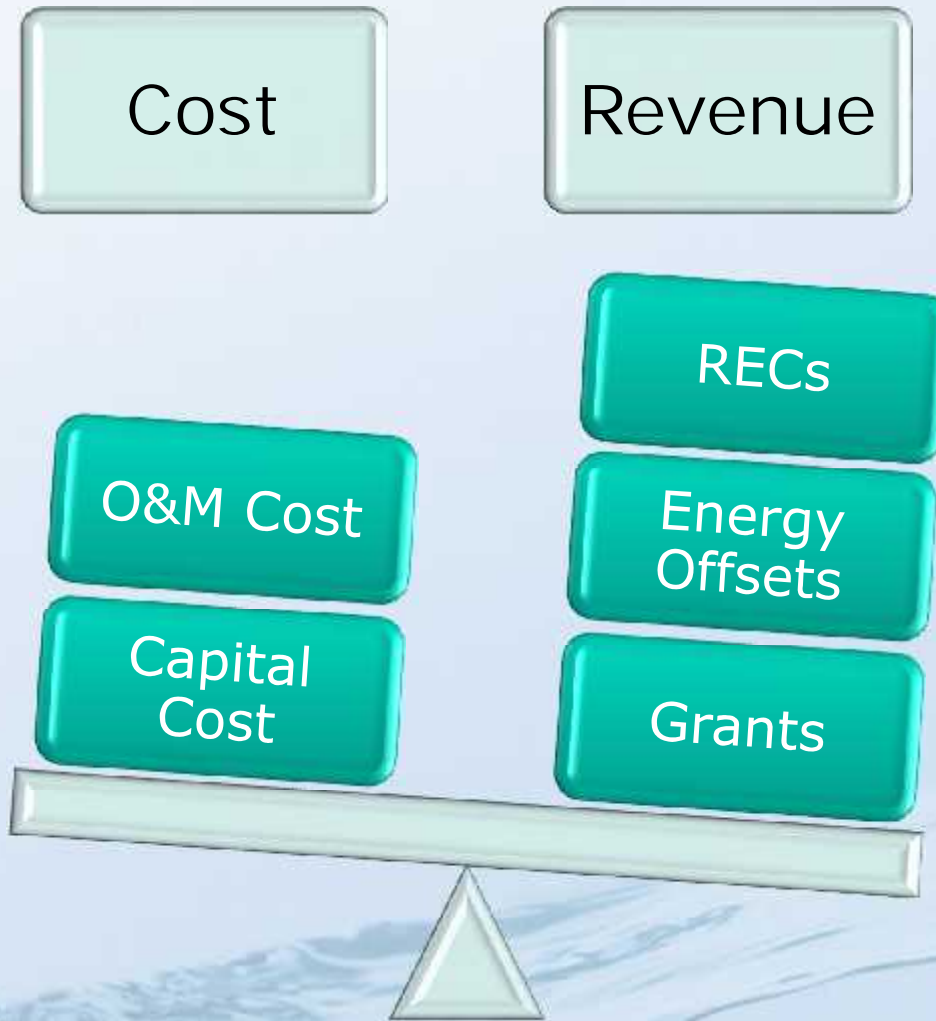 Cost
Revenue
RECs
O&M Cost
Energy
Offsets
Capital
Cost
Grants